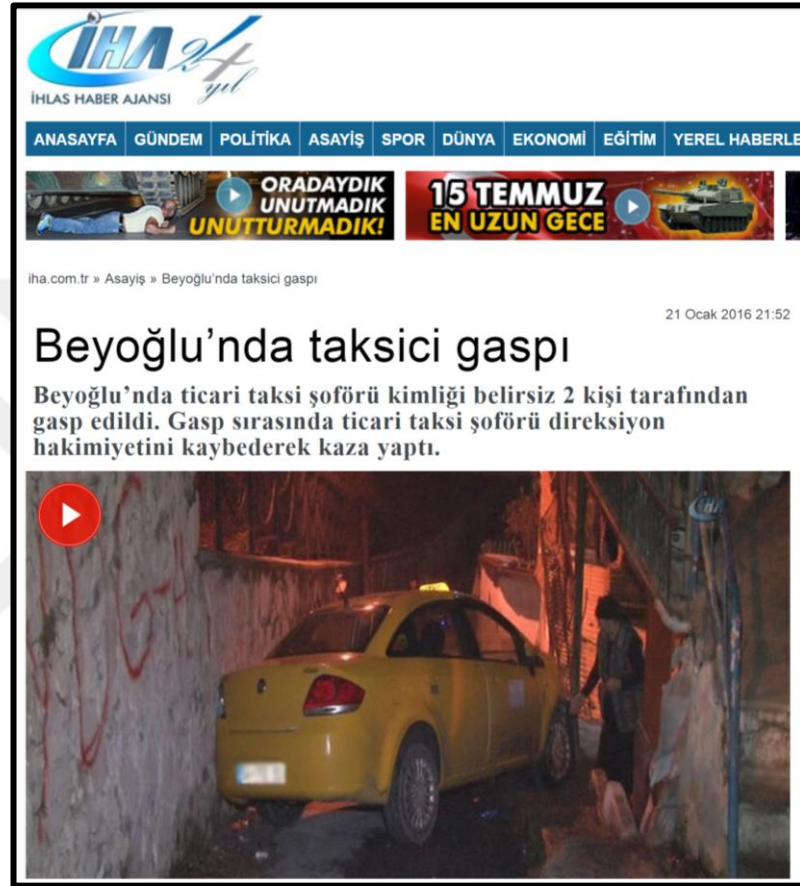 İHA 24
yıl
İHLAS HABER AJANSI
ANASAYFA GÜNDEM POLİTİKA ASAYİŞ SPOR DÜNYA EKONOMİ EĞİTİM YEREL HABERLE
ORADAYDIK
UNUTMADIK
UNUTTURMADIK!
15 TEMMUZ
EN UZUN GECE
iha.com.tr » Asayiş » Beyoğlu'nda taksici gaspı
21 Ocak 2016 21:52
Beyoğlu'nda taksici gaspı
Beyoğlu'nda ticari taksi şoförü kimliği belirsiz 2 kişi tarafından
gasp edildi. Gasp sırasında ticari taksi şoförü direksiyon
hakimiyetini kaybederek kaza yaptı.
İHA